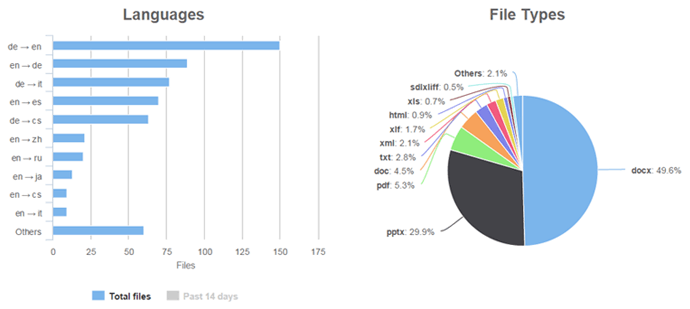 Languages
de → en
en → de
de → it
en → es
de → cs
en → zh
en → ru
en → ja
en → cs
en → it
Others
0 25 50 75 100 125 150 175
Files
Total files Past 14 days
File Types
Others: 2.1%
sdlxliff: 0.5%
xls: 0.7%
html: 0.9%
xlf: 1.7%
xml: 2.1%
txt: 2.8%
doc: 4.5%
pdf: 5.3%
pptx: 29.9%
docx: 49.6%